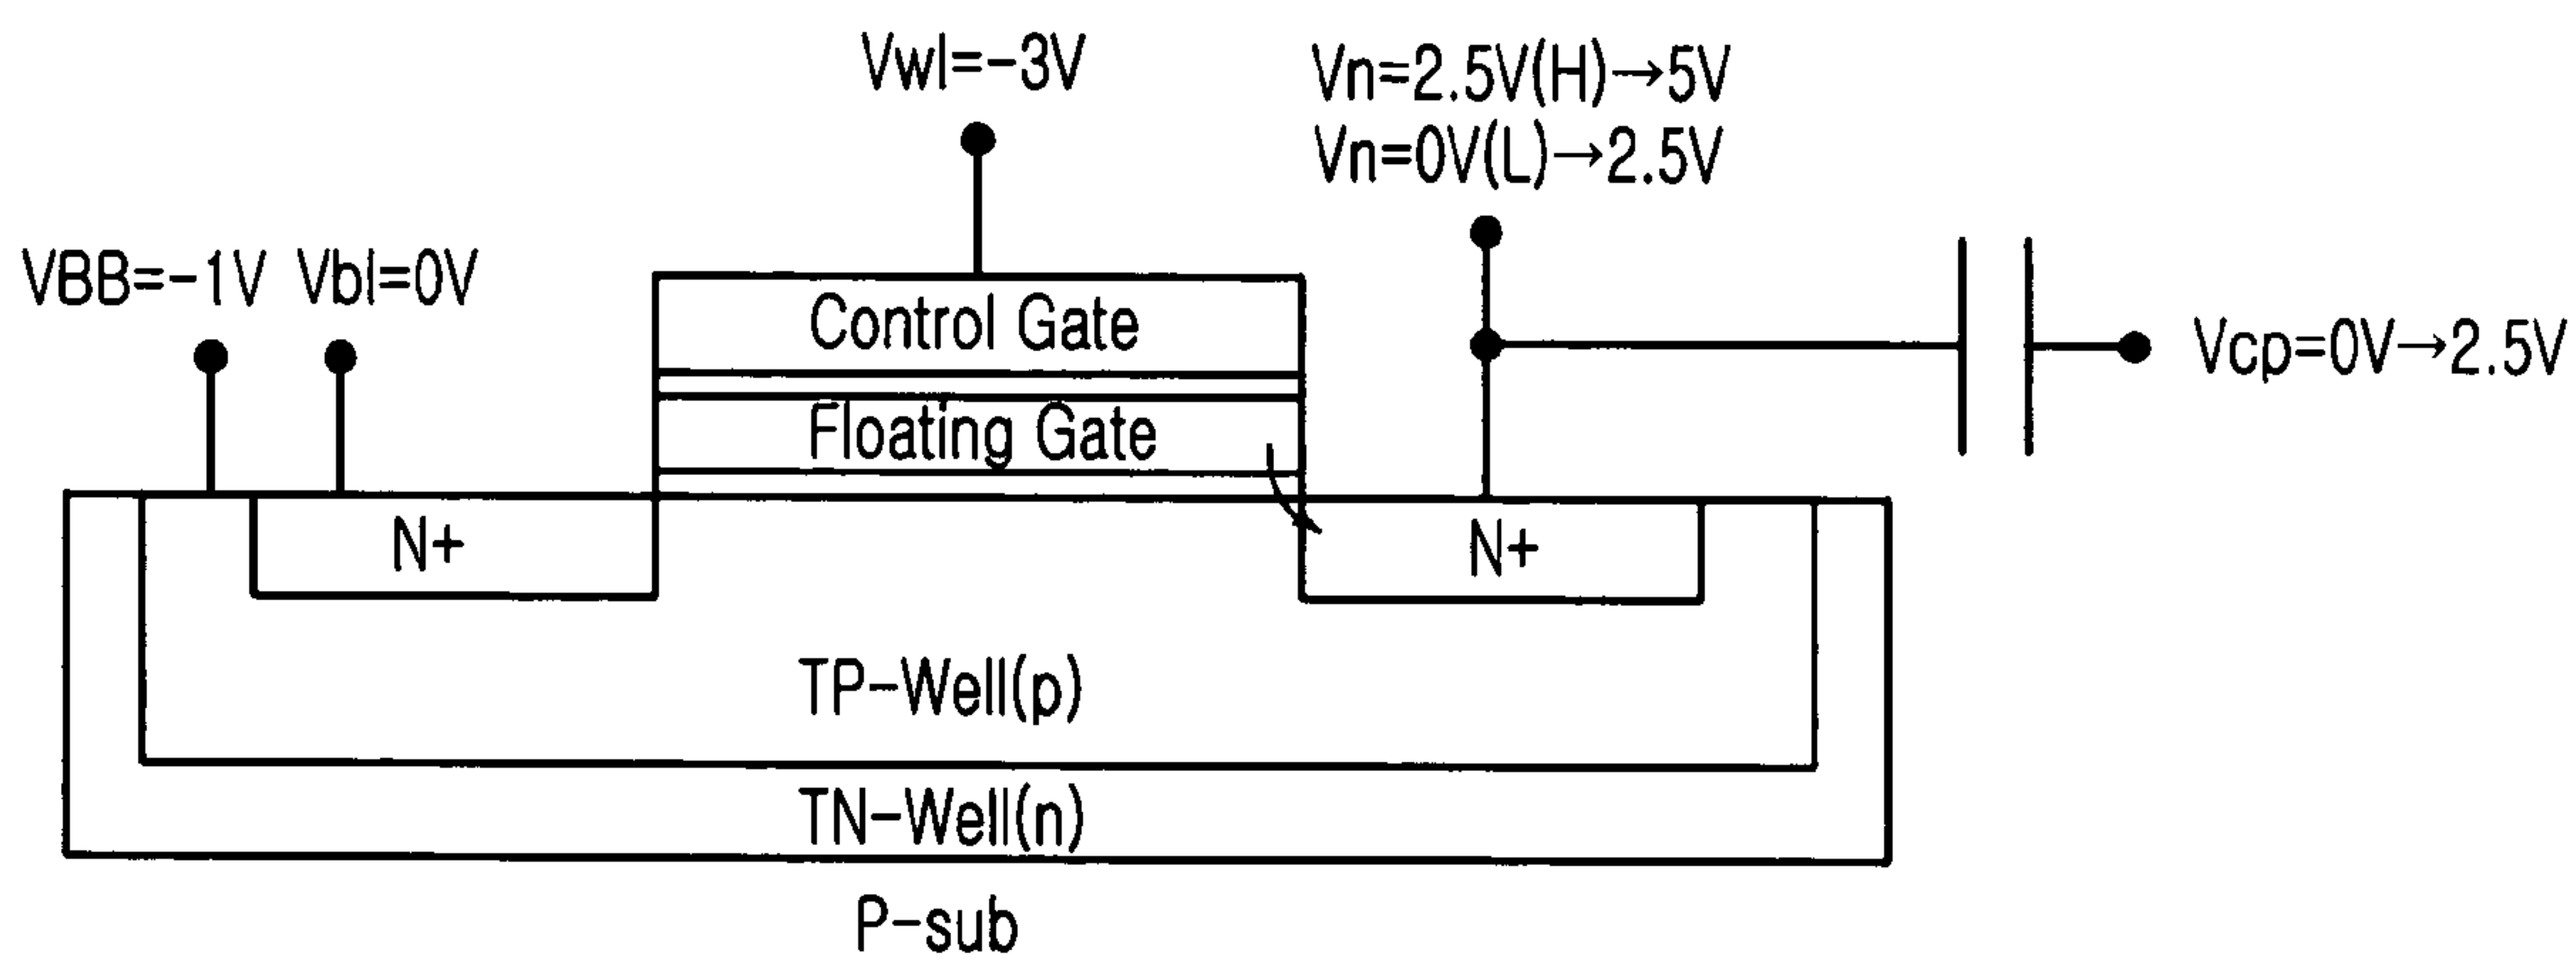 Vwl=-3V
Vn=2.5V(H)→5V
Vn=0V(L)→2.5V
VBB=-1V Vbl=0V
Control Gate
Vcp=0V→2.5V
Floating Gate
N+
N+
TP-Well(p)
TN-Well(n)
P-sub